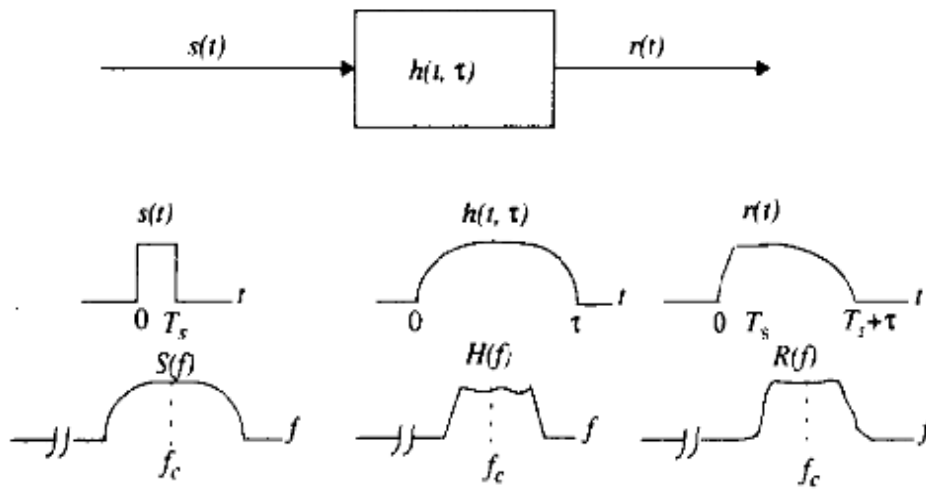 s(t)
h(t, τ)
r(t)
s(t)
h(t, τ)
r(t)
t
t
t
0
T_s
0
τ
0
T_s
T_s+τ
S(f)
H(f)
R(f)
f
f
f
f_c
f_c
f_c